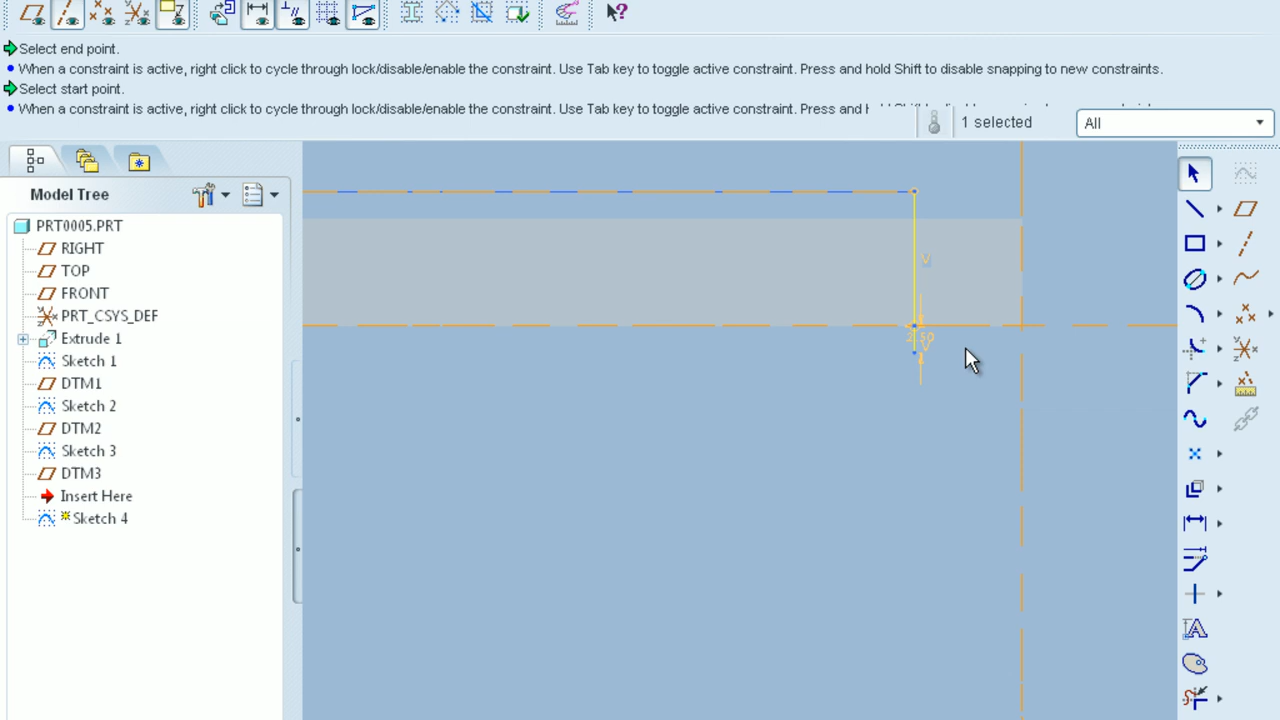 Select end point.
When a constraint is active, right click to cycle through lock/disable/enable the constraint. Use Tab key to toggle active constraint. Press and hold Shift to disable snapping to new constraints.
Select start point.
When a constraint is active, right click to cycle through lock/disable/enable the constraint. Use Tab key to toggle active constraint. Press and
1 selected
All
Model Tree
PRT0005.PRT
RIGHT
TOP
FRONT
PRT_CSYS_DEF
Extrude 1
Sketch 1
DTM1
Sketch 2
DTM2
Sketch 3
DTM3
Insert Here
Sketch 4
V
V